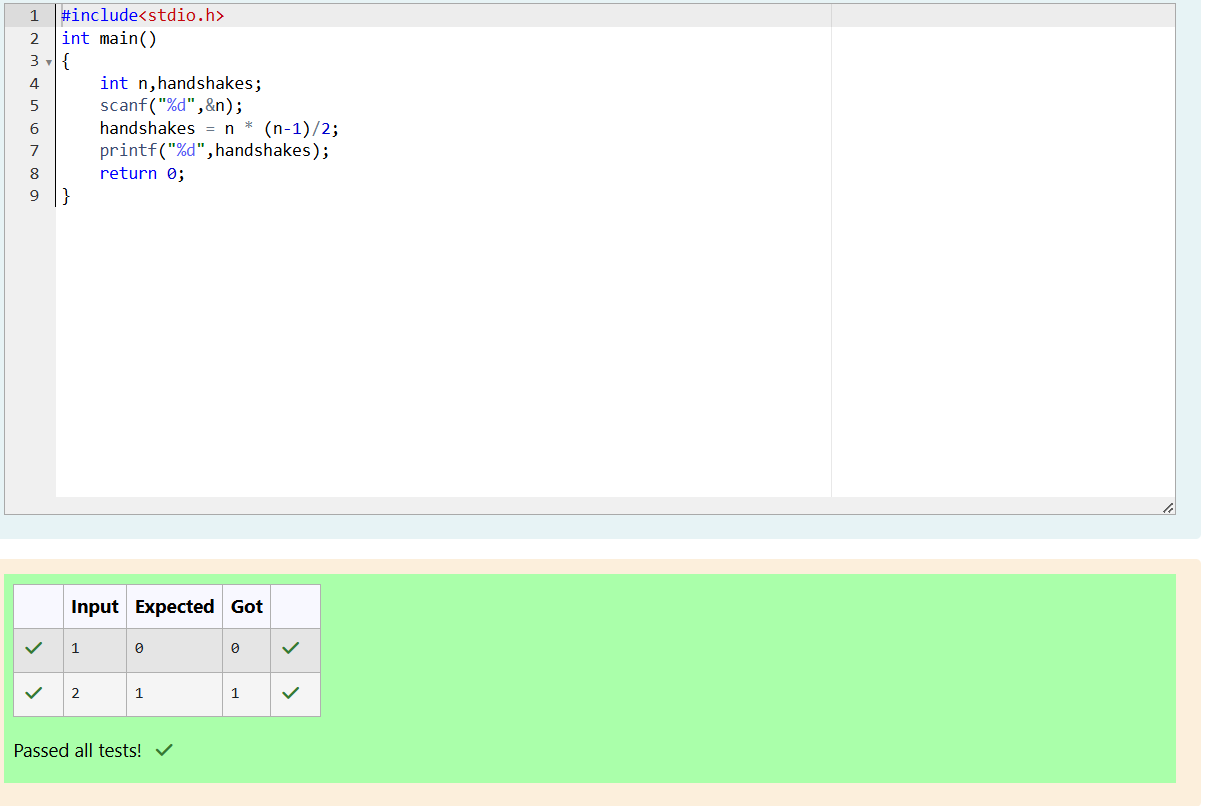 1 #include<stdio.h>
2 int main()
3 {
4 int n,handshakes;
5 scanf("%d",&n);
6 handshakes = n * (n-1)/2;
7 printf("%d",handshakes);
8 return 0;
9 }
Input Expected Got
1 0 0
2 1 1
Passed all tests!